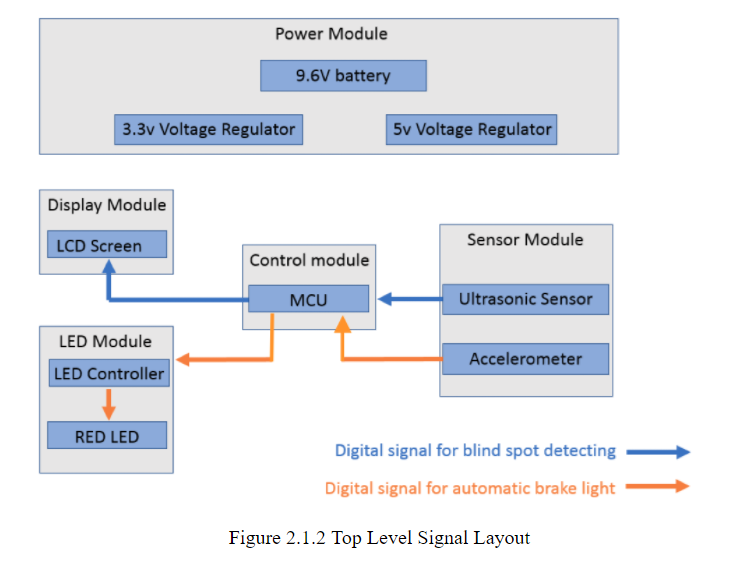 Power Module
9.6V battery
3.3v Voltage Regulator
5v Voltage Regulator
Display Module
LCD Screen
Control module
MCU
Sensor Module
Ultrasonic Sensor
Accelerometer
LED Module
LED Controller
RED LED
Digital signal for blind spot detecting
Digital signal for automatic brake light
Figure 2.1.2 Top Level Signal Layout